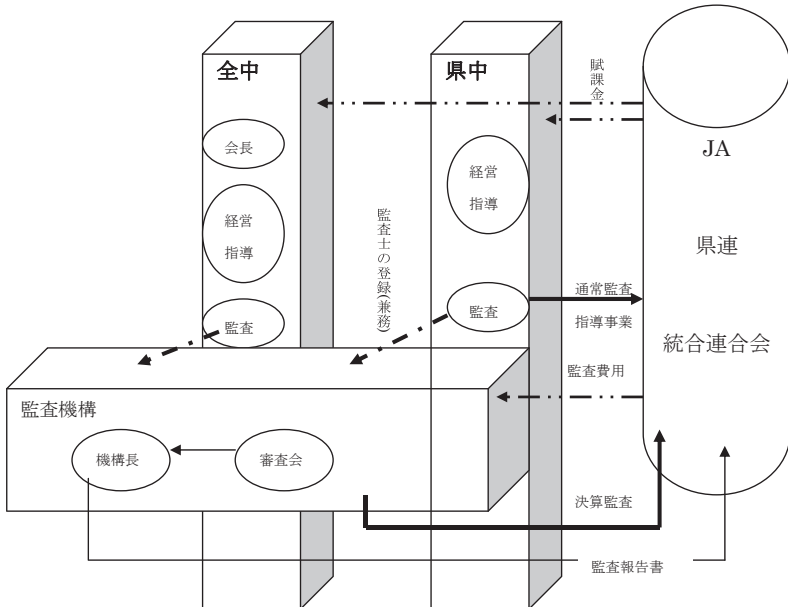 全中
県中
賦課金
会長
経営
指導
経営
指導
JA
監査士の登録(兼務)
県連
監査
監査
通常監査
指導事業
統合連合会
監査費用
監査機構
機構長
審査会
決算監査
監査報告書